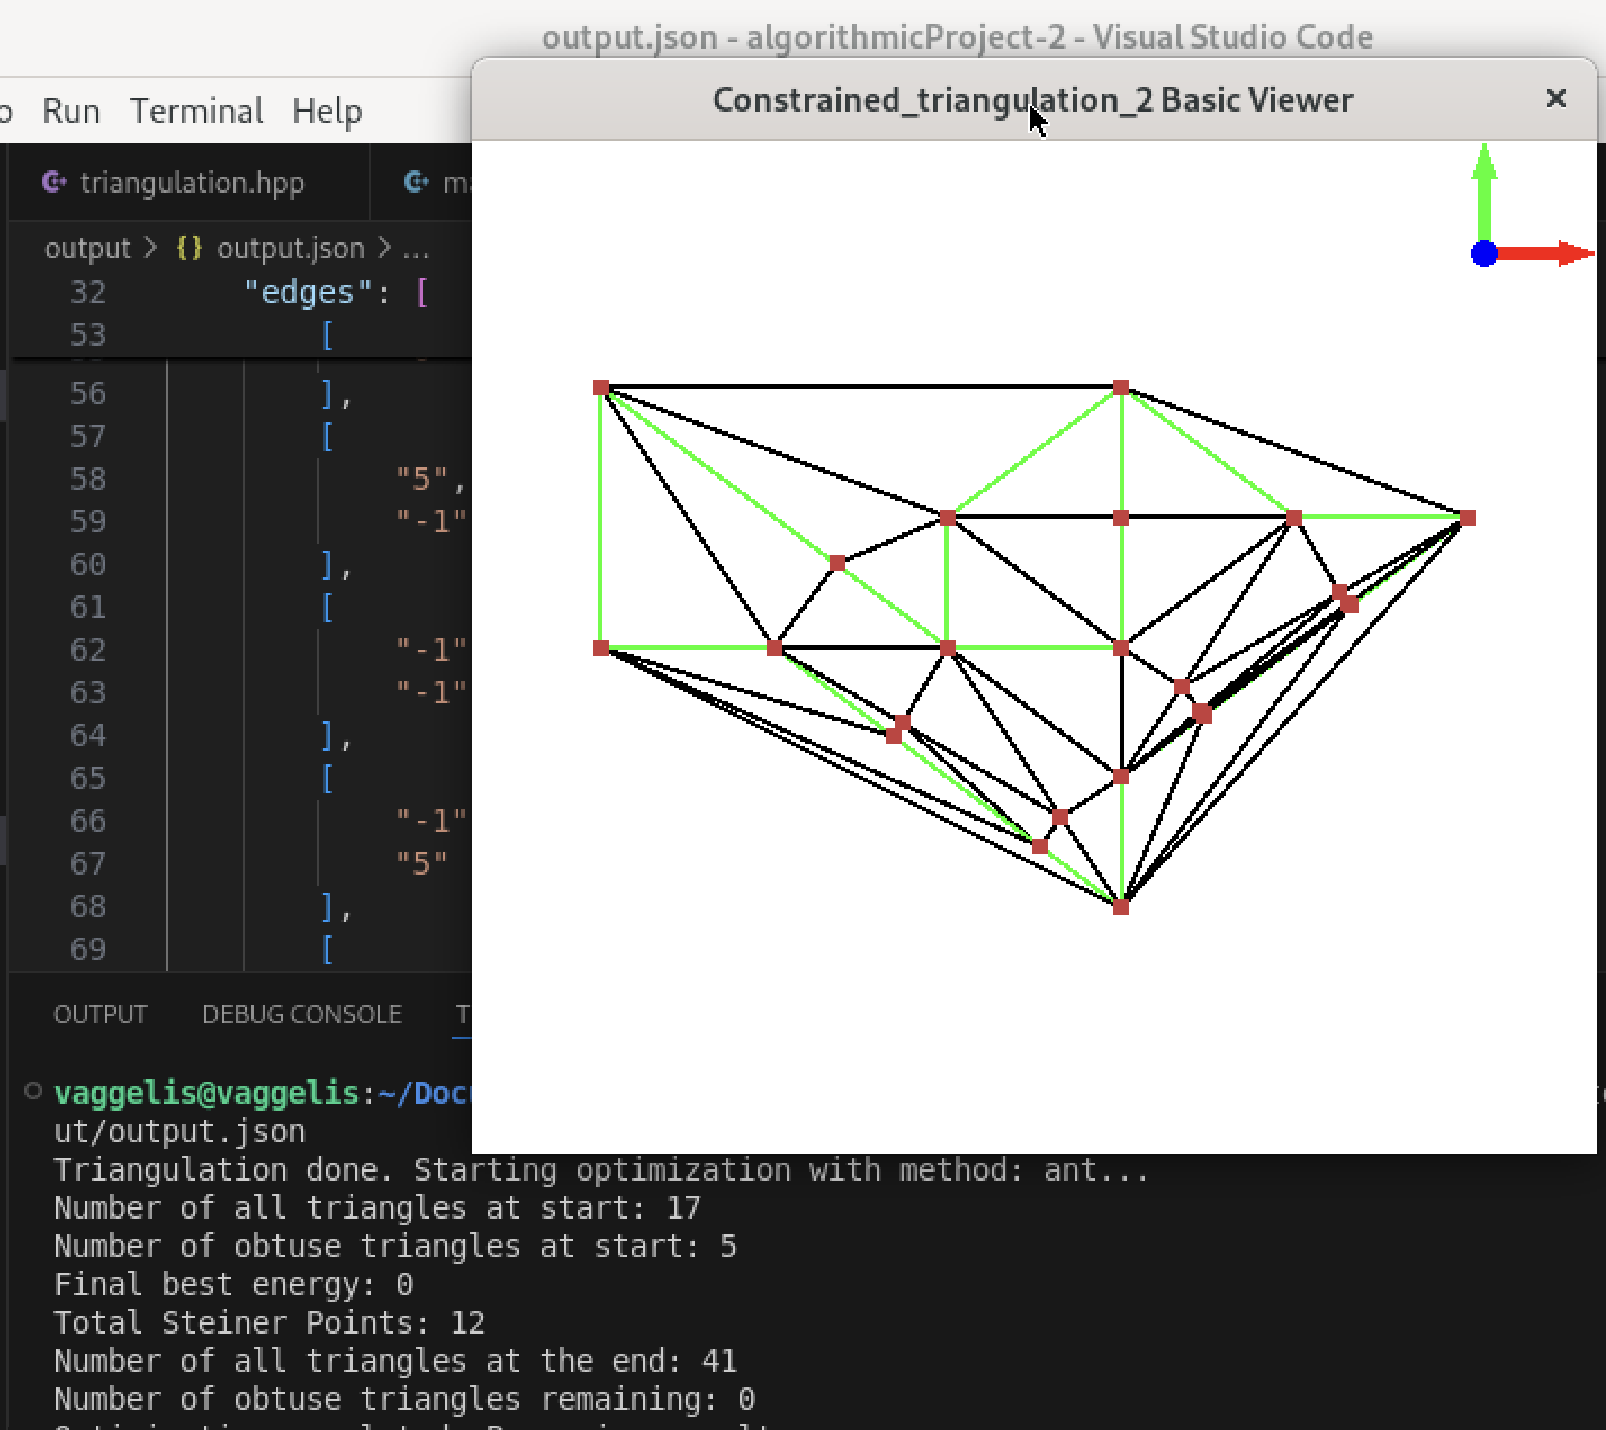 output.json - algorithmicProject-2 - Visual Studio Code
Run Terminal Help
Constrained_triangulation_2 Basic Viewer
triangulation.hpp
output > {} output.json > ...
32 "edges": [
53 [
56 ],
57 [
58 "5",
59 "-1"
60 ],
61 [
62 "-1"
63 "-1"
64 ],
65 [
66 "-1"
67 "5"
68 ],
69 [
OUTPUT DEBUG CONSOLE
vaggelis@vaggelis:~/Doc
ut/output.json
Triangulation done. Starting optimization with method: ant...
Number of all triangles at start: 17
Number of obtuse triangles at start: 5
Final best energy: 0
Total Steiner Points: 12
Number of all triangles at the end: 41
Number of obtuse triangles remaining: 0